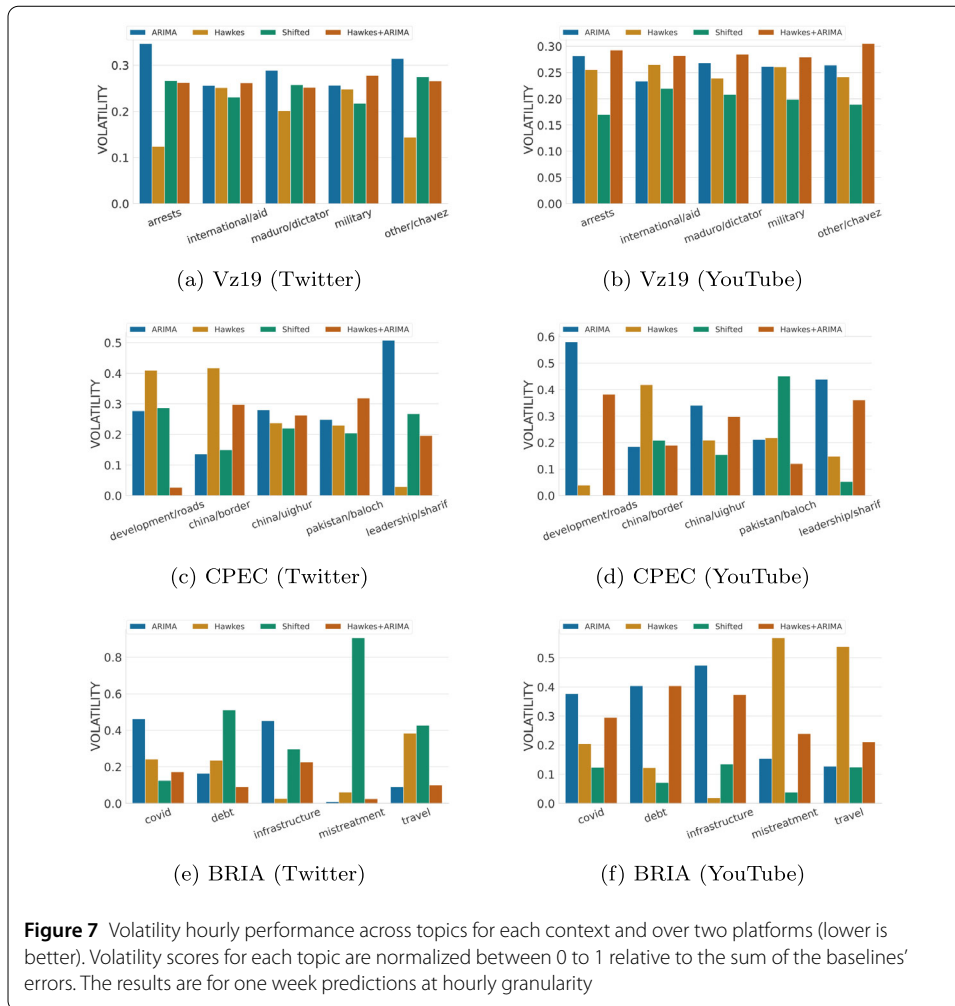 ARIMA Hawkes Shifted Hawkes+ARIMA
VOLATILITY
0.3
0.2
0.1
0.0
arrests international/aid maduro/dictator military other/chavez
(a) Vz19 (Twitter)
ARIMA Hawkes Shifted Hawkes+ARIMA
VOLATILITY
0.30
0.25
0.20
0.15
0.10
0.05
0.00
arrests international/aid maduro/dictator military other/chavez
(b) Vz19 (YouTube)
ARIMA Hawkes Shifted Hawkes+ARIMA
VOLATILITY
0.5
0.4
0.3
0.2
0.1
0.0
development/roads china/border china/uighur pakistan/baloch leadership/sharif
(c) CPEC (Twitter)
ARIMA Hawkes Shifted Hawkes+ARIMA
VOLATILITY
0.6
0.5
0.4
0.3
0.2
0.1
0.0
development/roads china/border china/uighur pakistan/baloch leadership/sharif
(d) CPEC (YouTube)
ARIMA Hawkes Shifted Hawkes+ARIMA
VOLATILITY
0.8
0.6
0.4
0.2
0.0
covid debt infrastructure mistreatment travel
(e) BRIA (Twitter)
ARIMA Hawkes Shifted Hawkes+ARIMA
VOLATILITY
0.5
0.4
0.3
0.2
0.1
0.0
covid debt infrastructure mistreatment travel
(f) BRIA (YouTube)
Figure 7 Volatility hourly performance across topics for each context and over two platforms (lower is
better). Volatility scores for each topic are normalized between 0 to 1 relative to the sum of the baselines'
errors. The results are for one week predictions at hourly granularity